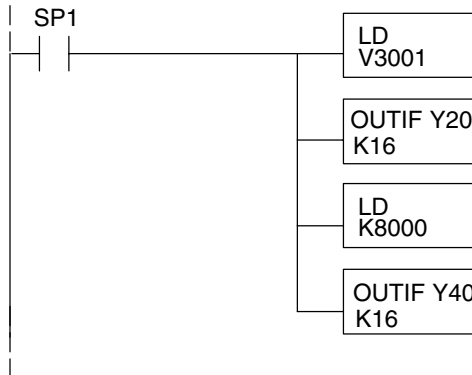 SP1
LD
V3001
OUTIF Y20
K16
LD
K8000
OUTIF Y40
K16